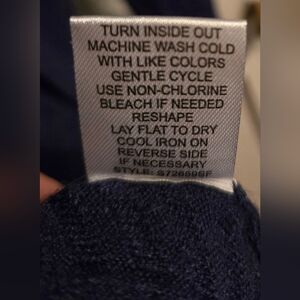 TURN INSIDE OUT
MACHINE WASH COLD
WITH LIKE COLORS
GENTLE CYCLE
USE NON-CHLORINE
BLEACH IF NEEDED
RESHAPE
LAY FLAT TO DRY
COOL IRON ON
REVERSE SIDE
IF NECESSARY
STYLE: